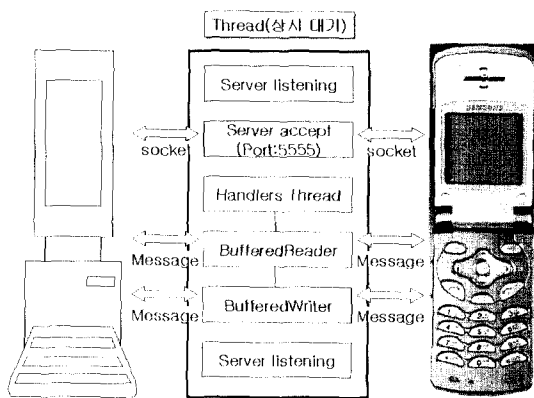 Thread(상시 대기)
Server listening
Server accept
(Port:5555)
socket
socket
Handlers Thread
BufferedReader
Message
Message
BufferedWriter
Message
Message
Server listening